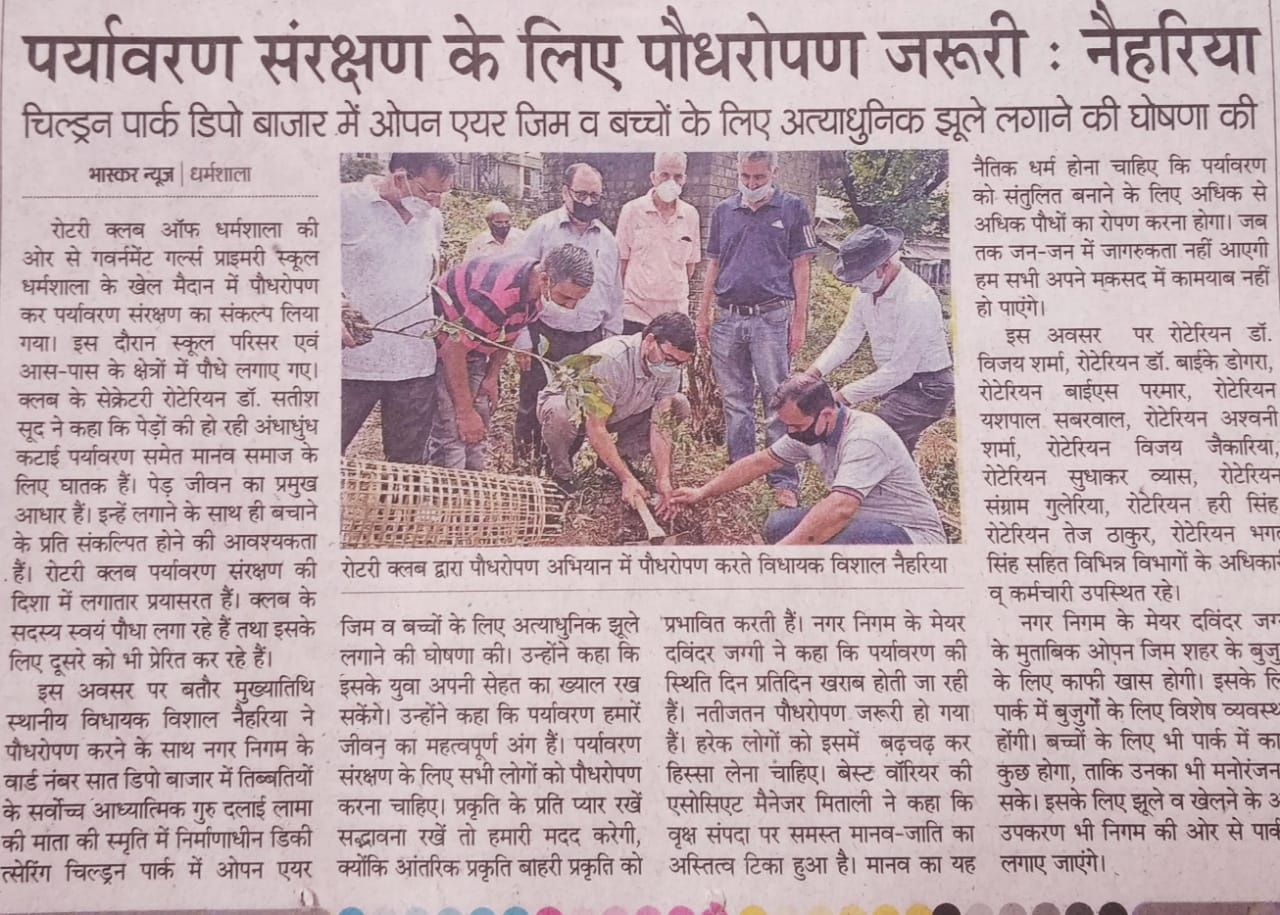 पर्यावरण संरक्षण के लिए पौधरोपण जरूरी : नैहरिया
चिल्ड्रन पार्क डिपो बाजार में ओपन एयर जिम व बच्चों के लिए अत्याधुनिक झूले लगाने की घोषणा की
भास्कर न्यूज | धर्मशाला
रोटरी क्लब ऑफ धर्मशाला की
ओर से गवर्नमेंट गर्ल्स प्राइमरी स्कूल
धर्मशाला के खेल मैदान में पौधरोपण
कर पर्यावरण संरक्षण का संकल्प लिया
गया। इस दौरान स्कूल परिसर एवं
आस-पास के क्षेत्रों में पौधे लगाए गए।
क्लब के सेक्रेटरी रोटेरियन डॉ. सतीश
सूद ने कहा कि पेड़ों की हो रही अंधाधुंध
कटाई पर्यावरण समेत मानव समाज के
लिए घातक हैं। पेड़ जीवन का प्रमुख
आधार हैं। इन्हें लगाने के साथ ही बचाने
के प्रति संकल्पित होने की आवश्यकता
हैं। रोटरी क्लब पर्यावरण संरक्षण की
दिशा में लगातार प्रयासरत हैं। क्लब के
सदस्य स्वयं पौधा लगा रहे हैं तथा इसके
लिए दूसरे को भी प्रेरित कर रहे हैं।
इस अवसर पर बतौर मुख्यातिथि
स्थानीय विधायक विशाल नैहरिया ने
पौधरोपण करने के साथ नगर निगम के
वार्ड नंबर सात डिपो बाजार में तिब्बतियों
के सर्वोच्च आध्यात्मिक गुरु दलाई लामा
की माता की स्मृति में निर्माणाधीन डिकी
त्सेरिंग चिल्ड्रन पार्क में ओपन एयर
रोटरी क्लब द्वारा पौधरोपण अभियान में पौधरोपण करते विधायक विशाल नैहरिया
जिम व बच्चों के लिए अत्याधुनिक झूले
लगाने की घोषणा की। उन्होंने कहा कि
इसके युवा अपनी सेहत का ख्याल रख
सकेंगे। उन्होंने कहा कि पर्यावरण हमारें
जीवन का महत्वपूर्ण अंग हैं। पर्यावरण
संरक्षण के लिए सभी लोगों को पौधरोपण
करना चाहिए। प्रकृति के प्रति प्यार रखें
सद्भावना रखें तो हमारी मदद करेगी,
क्योंकि आंतरिक प्रकृति बाहरी प्रकृति को
प्रभावित करती हैं। नगर निगम के मेयर
दविंदर जग्गी ने कहा कि पर्यावरण की
स्थिति दिन प्रतिदिन खराब होती जा रही
हैं। नतीजतन पौधरोपण जरूरी हो गया
हैं। हरेक लोगों को इसमें बढ़चढ़ कर
हिस्सा लेना चाहिए। बेस्ट वॉरियर की
एसोसिएट मैनेजर मिताली ने कहा कि
वृक्ष संपदा पर समस्त मानव-जाति का
अस्तित्व टिका हुआ है। मानव का यह
नैतिक धर्म होना चाहिए कि पर्यावरण
को संतुलित बनाने के लिए अधिक से
अधिक पौधों का रोपण करना होगा। जब
तक जन-जन में जागरुकता नहीं आएगी
हम सभी अपने मकसद में कामयाब नहीं
हो पाएंगे।
इस अवसर पर रोटेरियन डॉ.
विजय शर्मा, रोटेरियन डॉ. बाईके डोगरा,
रोटेरियन बाईएस परमार, रोटेरियन
यशपाल सबरवाल, रोटेरियन अश्वनी
शर्मा, रोटेरियन विजय जैकारिया,
रोटेरियन सुधाकर व्यास, रोटेरियन
संग्राम गुलेरिया, रोटेरियन हरी सिंह
रोटेरियन तेज ठाकुर, रोटेरियन
सिंह सहित विभिन्न विभागों के
व कर्मचारी उपस्थित रहे।
नगर निगम के मेयर दविंदर
के मुताबिक ओपन जिम शहर के
के लिए काफी खास होगी। इसके
पार्क में बुजुर्गों के लिए विशेष
होंगी। बच्चों के लिए भी पार्क में
कुछ होगा, ताकि उनका भी मनोरंजन
सके। इसके लिए झूले व खेलने के
उपकरण भी निगम की ओर से
लगाए जाएंगे।